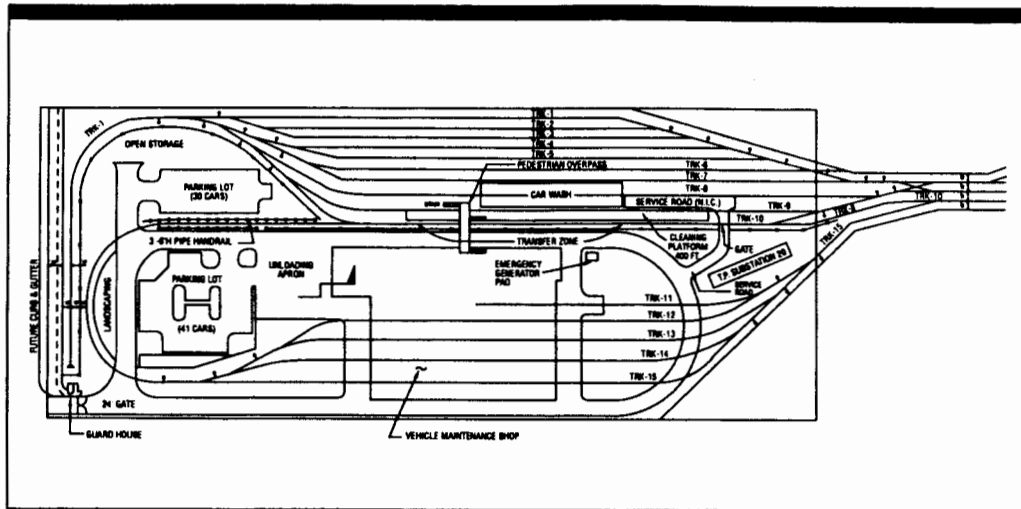 TRK-1
TRK-1
TRK-2
TRK-3
TRK-4
TRK-5
OPEN STORAGE
TRK-6
PEDESTRIAN OVERPASS
TRK-7
PARKING LOT
(30 CARS)
CAR WASH
TRK-8
SERVICE ROAD (N.I.C.)
TRK-9
TRK-10
TRK-10
3'-6"H PIPE HANDRAIL
TRANSFER ZONE
CLEANING
PLATFORM
400 FT.
GATE
TRK-15
T.P. SUBSTATION 20
SERVICE
ROAD
UNLOADING
APRON
EMERGENCY
GENERATOR
PAD
PARKING LOT
(41 CARS)
LANDSCAPING
FUTURE CURB & GUTTER
TRK-11
TRK-12
TRK-13
TRK-14
TRK-15
24' GATE
GUARD HOUSE
VEHICLE MAINTENANCE SHOP